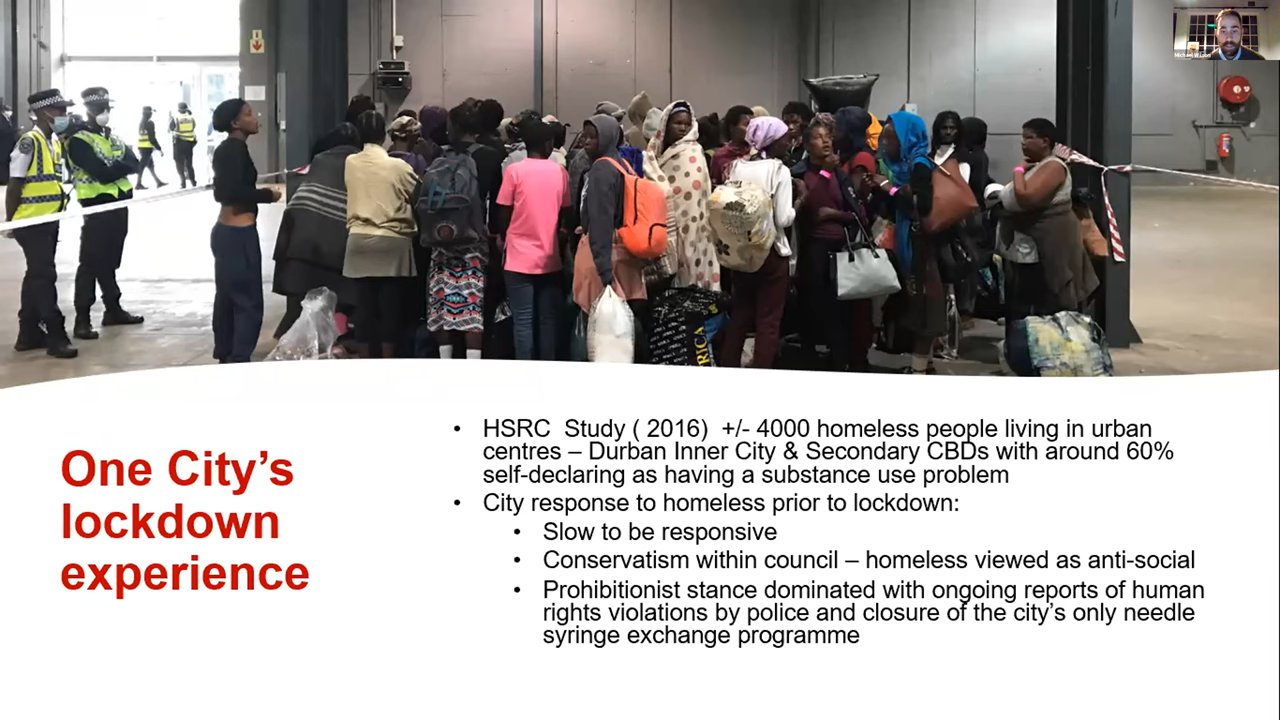 One City's
lockdown
experience
• HSRC Study ( 2016) +/- 4000 homeless people living in urban
centres – Durban Inner City & Secondary CBDs with around 60%
self-declaring as having a substance use problem
• City response to homeless prior to lockdown:
• Slow to be responsive
• Conservatism within council – homeless viewed as anti-social
• Prohibitionist stance dominated with ongoing reports of human
rights violations by police and closure of the city's only needle
syringe exchange programme